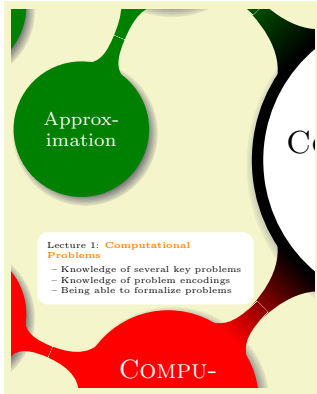 Approx-
imation
Co
Lecture 1: Computational
Problems
– Knowledge of several key problems
– Knowledge of problem encodings
– Being able to formalize problems
COMPU-